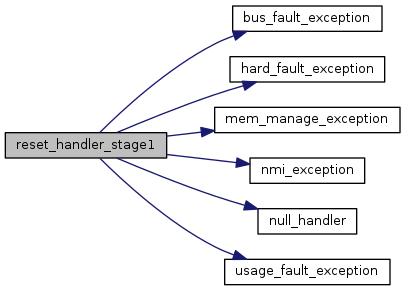 bus_fault_exception
hard_fault_exception
mem_manage_exception
reset_handler_stage1
nmi_exception
null_handler
usage_fault_exception